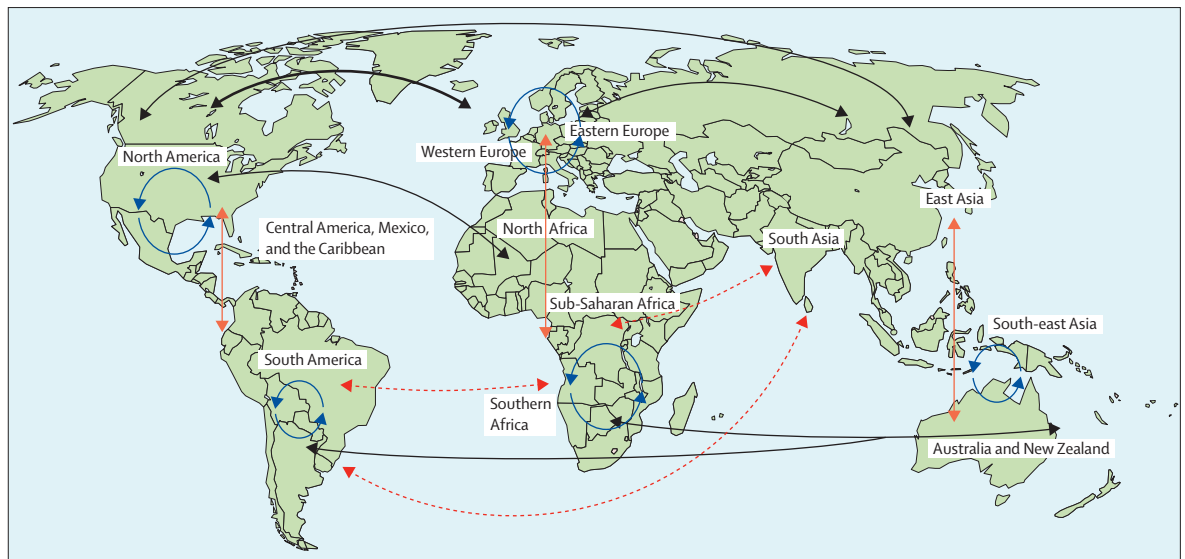 Eastern Europe
Western Europe
North America
East Asia
Central America, Mexico,
and the Caribbean
North Africa
South Asia
Sub-Saharan Africa
South-east Asia
South America
Southern
Africa
Australia and New Zealand